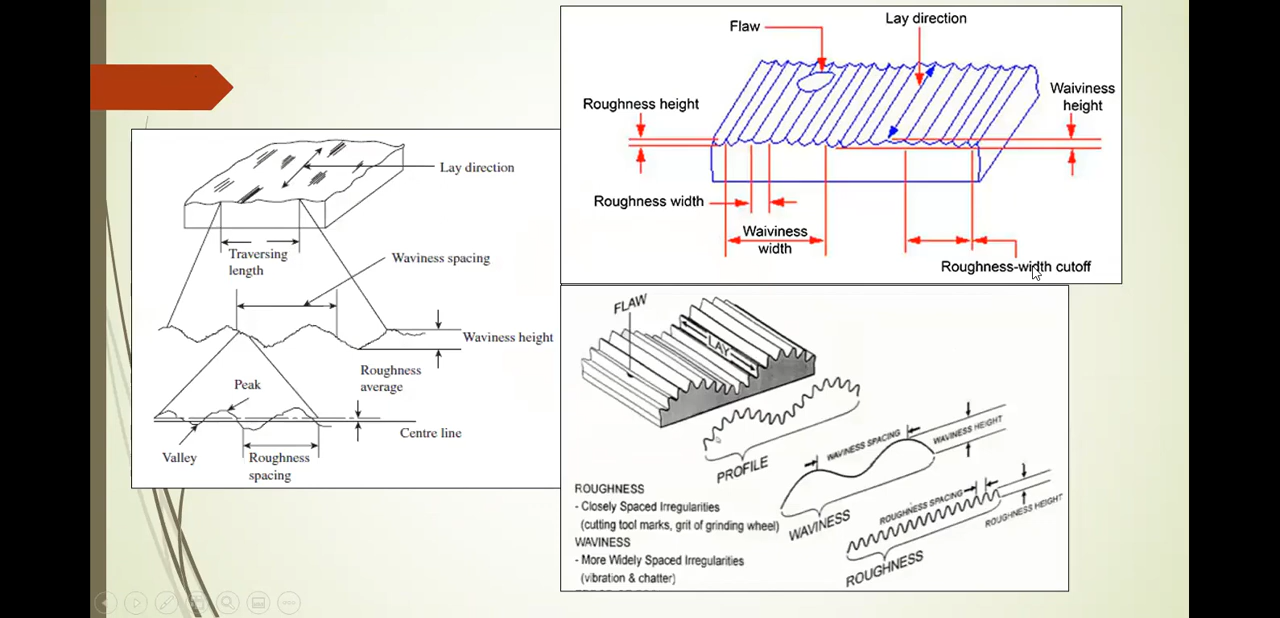 Lay direction
Traversing
length
Waviness spacing
Waviness height
Roughness
average
Peak
Centre line
Valley
Roughness
spacing
Flaw
Lay direction
Roughness height
Waiviness
height
Roughness width
Waiviness
width
Roughness-width cutoff
FLAW
LAY
PROFILE
WAVINESS SPACING
WAVINESS HEIGHT
WAVINESS
ROUGHNESS SPACING
ROUGHNESS HEIGHT
ROUGHNESS
ROUGHNESS
- Closely Spaced Irregularities
(cutting tool marks, grit of grinding wheel)
WAVINESS
- More Widely Spaced Irregularities
(vibration & chatter)